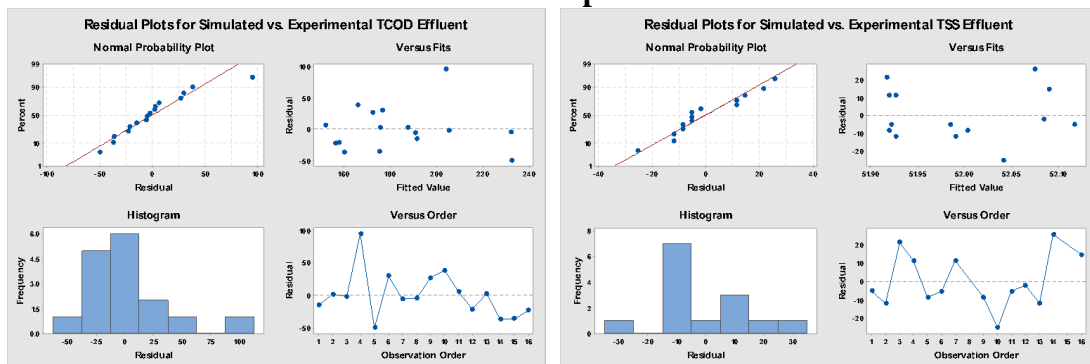 Residual Plots for Simulated vs. Experimental TCOD Effluent
Normal Probability Plot
99
90
50
10
1
Percent
-100
-50
0
50
100
Residual
Versus Fits
100
50
0
-50
Residual
160
180
200
220
240
Fitted Value
Histogram
6.0
4.5
3.0
1.5
0.0
Frequency
-50
-25
0
25
50
75
100
Residual
Versus Order
100
50
0
-50
Residual
1 2 3 4 5 6 7 8 9 10 11 12 13 14 15 16
Observation Order
Residual Plots for Simulated vs. Experimental TSS Effluent
Normal Probability Plot
99
90
50
10
1
Percent
-40
-20
0
20
40
Residual
Versus Fits
20
0
-20
Residual
51.90
51.95
52.00
52.05
52.10
Fitted Value
Histogram
8
6
4
2
0
Frequency
-30
-20
-10
0
10
20
30
Residual
Versus Order
20
10
0
-10
-20
Residual
1 2 3 4 5 6 7 8 9 10 11 12 13 14 15 16
Observation Order